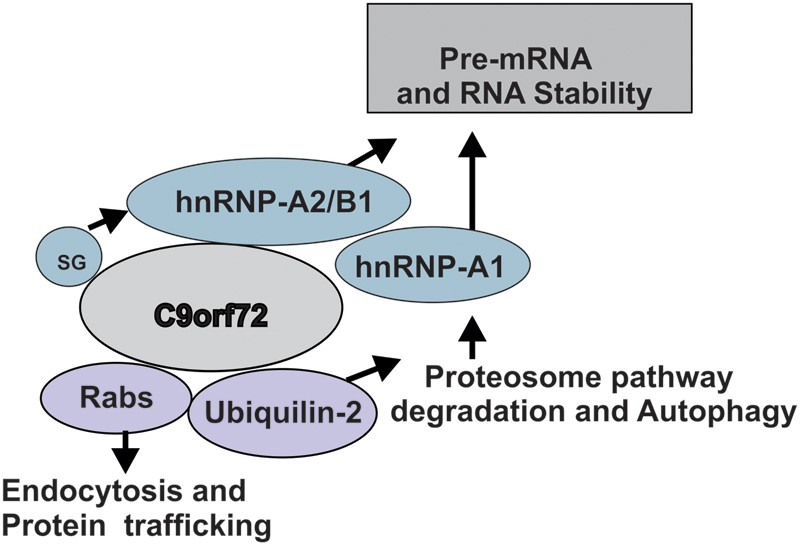 Pre-mRNA
and RNA Stability
hnRNP-A2/B1
SG
hnRNP-A1
C9orf72
Rabs
Ubiquilin-2
Proteosome pathway
degradation and Autophagy
Endocytosis and
Protein trafficking